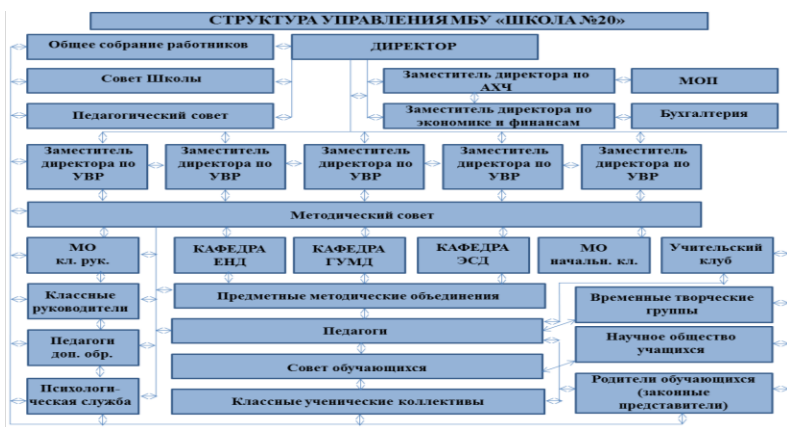 СТРУКТУРА УПРАВЛЕНИЯ МБУ «ШКОЛА №20»
Общее собрание работников
ДИРЕКТОР
Совет Школы
Заместитель директора по
АХЧ
МОП
Педагогический совет
Заместитель директора по
экономике и финансам
Бухгалтерия
Заместитель
директора по
УВР
Заместитель
директора по
УВР
Заместитель
директора по
УВР
Заместитель
директора по
УВР
Заместитель
директора по
УВР
Методический совет
МО
кл. рук.
КАФЕДРА
ЕНД
КАФЕДРА
ГУМД
КАФЕДРА
ЭСД
МО
начальн. кл.
Учительский
клуб
Классные
руководители
Предметные методические объединения
Временные творческие
группы
Педагоги
Педагоги
доп. обр.
Научное общество
учащихся
Совет обучающихся
Психологи-
ческая служба
Классные ученические коллективы
Родители обучающихся
(законные
представители)